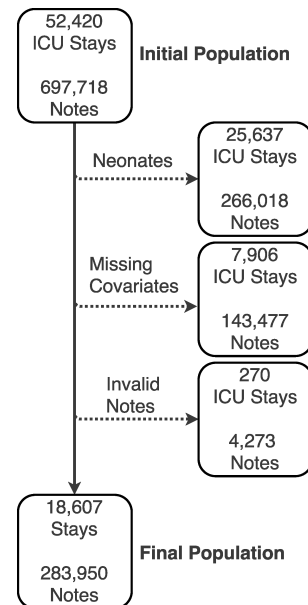 52,420
ICU Stays
697,718
Notes
Initial Population
Neonates
25,637
ICU Stays
266,018
Notes
Missing
Covariates
7,906
ICU Stays
143,477
Notes
Invalid
Notes
270
ICU Stays
4,273
Notes
18,607
Stays
283,950
Notes
Final Population